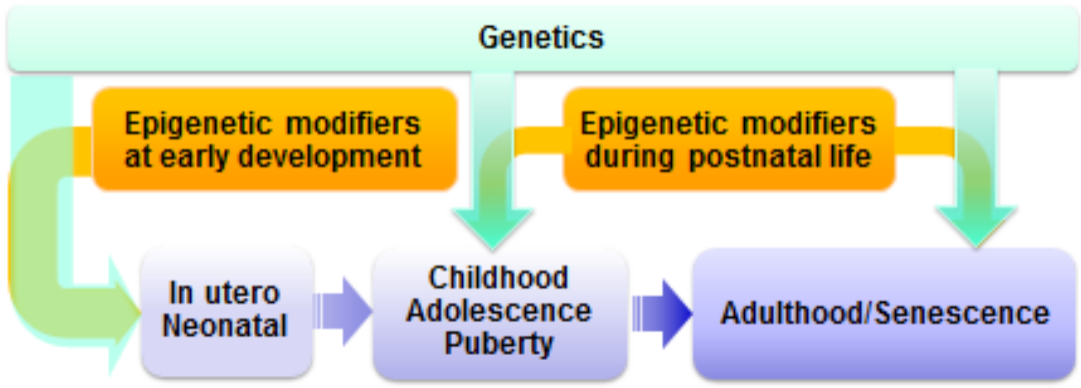 Genetics
Epigenetic modifiers
at early development
Epigenetic modifiers
during postnatal life
In utero
Neonatal
Childhood
Adolescence
Puberty
Adulthood/Senescence